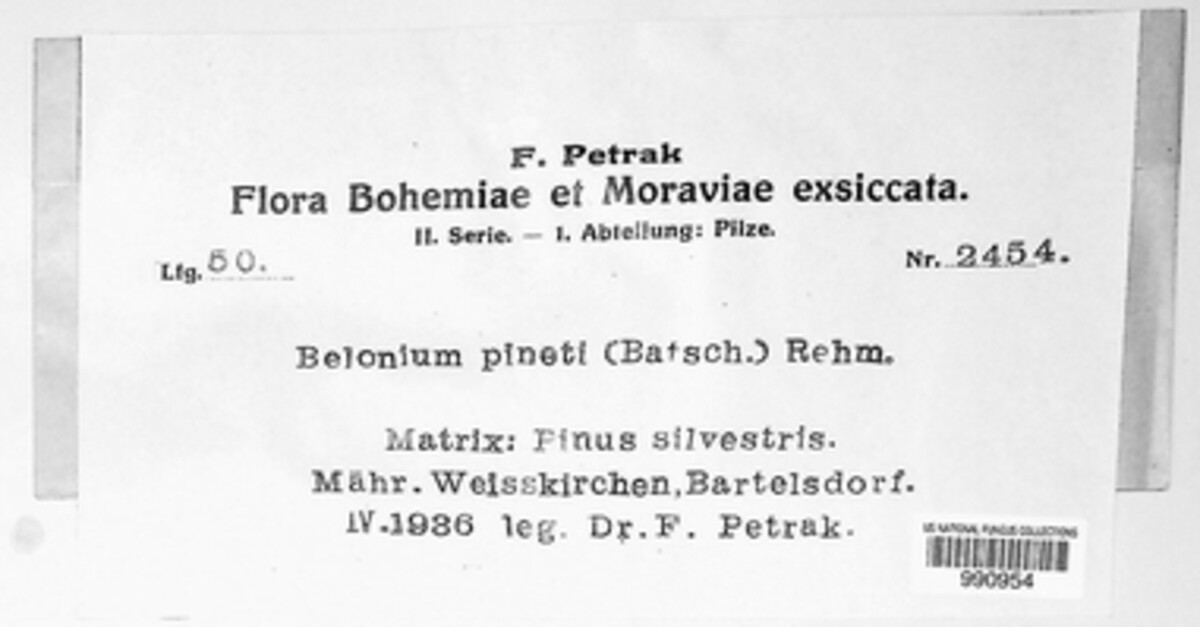 F. Petrak
Flora Bohemiae et Moraviae exsiccata.
II. Serie. — I. Abteilung: Pilze.
Lfg. 50. Nr. 2454.
Belonium pineti (Batsch.) Rehm.
Matrix: Pinus silvestris.
Mähr. Weisskirchen, Bartelsdorf.
IV.1936 leg. Dr. F. Petrak.
US NATIONAL FUNGUS COLLECTIONS
990954